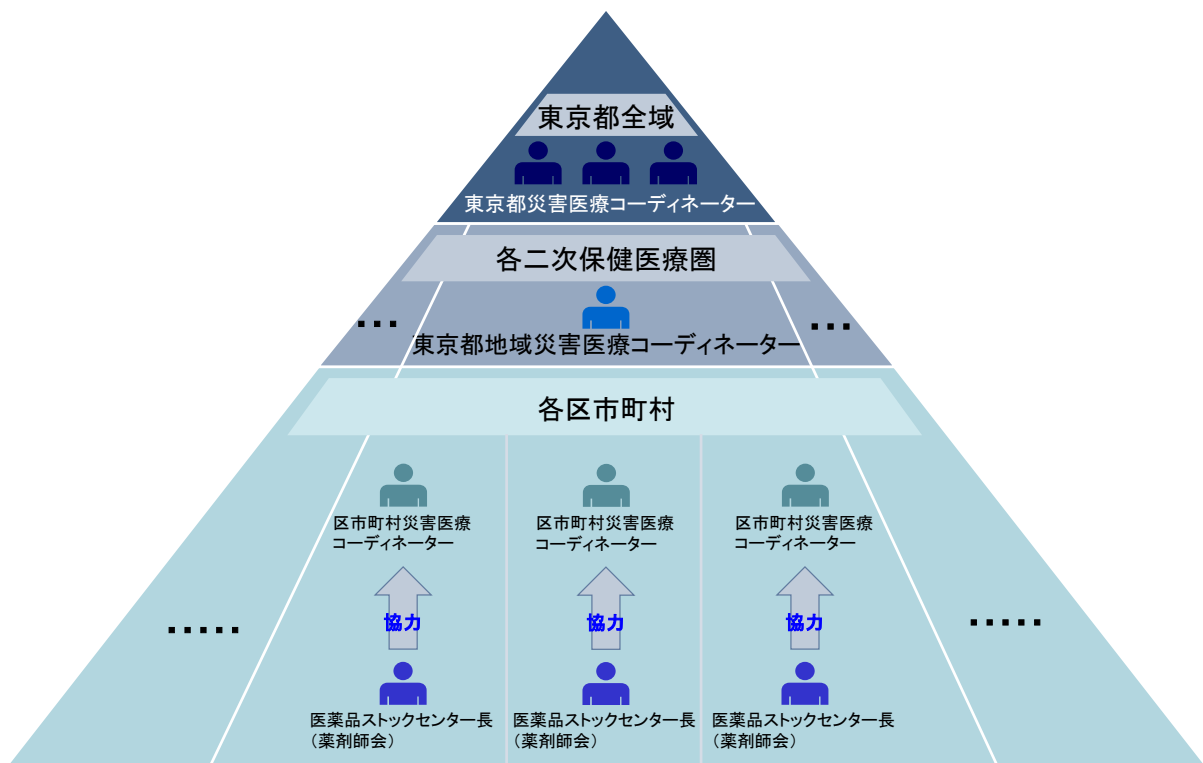 東京都全域
東京都災害医療コーディネーター
各二次保健医療圏
…
…
東京都地域災害医療コーディネーター
各区市町村
区市町村災害医療
コーディネーター
区市町村災害医療
コーディネーター
区市町村災害医療
コーディネーター
協力
協力
協力
‥‥‥
‥‥‥
医薬品ストックセンター長
（薬剤師会）
医薬品ストックセンター長
（薬剤師会）
医薬品ストックセンター長
（薬剤師会）